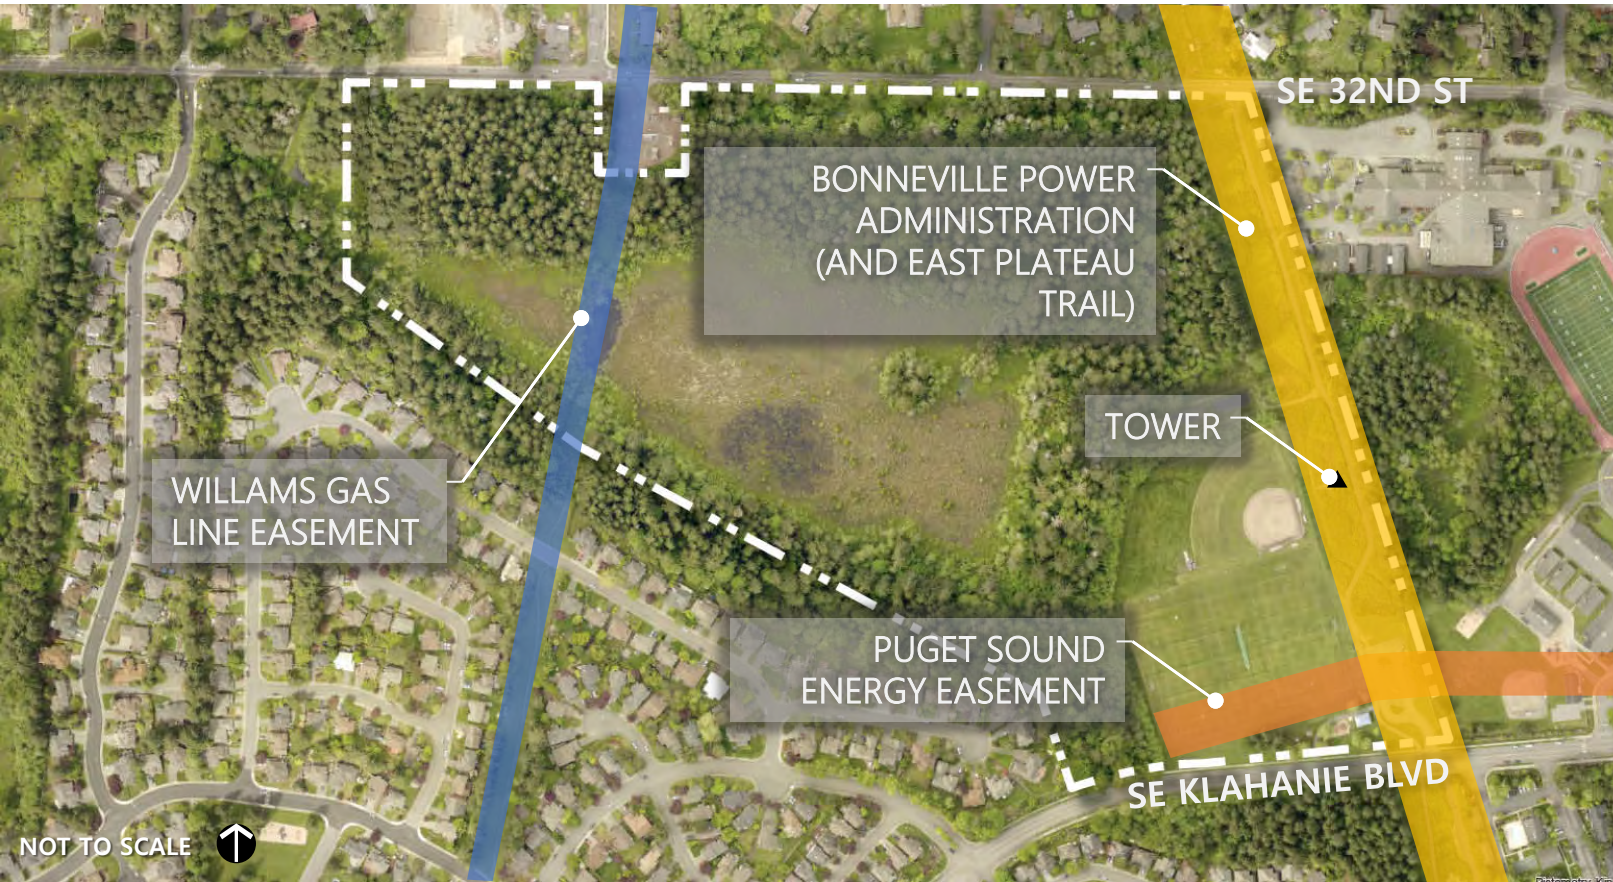 SE 32ND ST
BONNEVILLE POWER
ADMINISTRATION
(AND EAST PLATEAU
TRAIL)
TOWER
WILLAMS GAS
LINE EASEMENT
PUGET SOUND
ENERGY EASEMENT
SE KLAHANIE BLVD
NOT TO SCALE